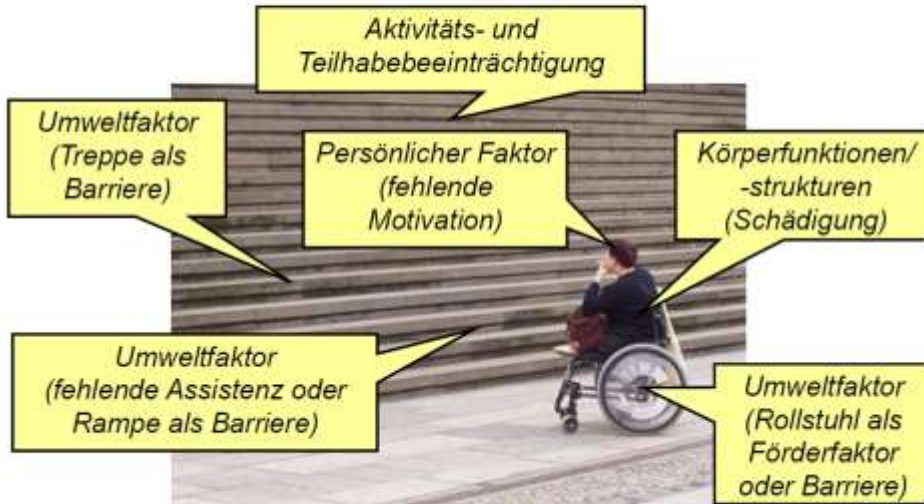 Aktivitäts- und
Teilhabebeeinträchtigung
Umweltfaktor
(Treppe als
Barriere)
Persönlicher Faktor
(fehlende
Motivation)
Körperfunktionen/
-strukturen
(Schädigung)
Umweltfaktor
(fehlende Assistenz oder
Rampe als Barriere)
Umweltfaktor
(Rollstuhl als
Förderfaktor
oder Barriere)